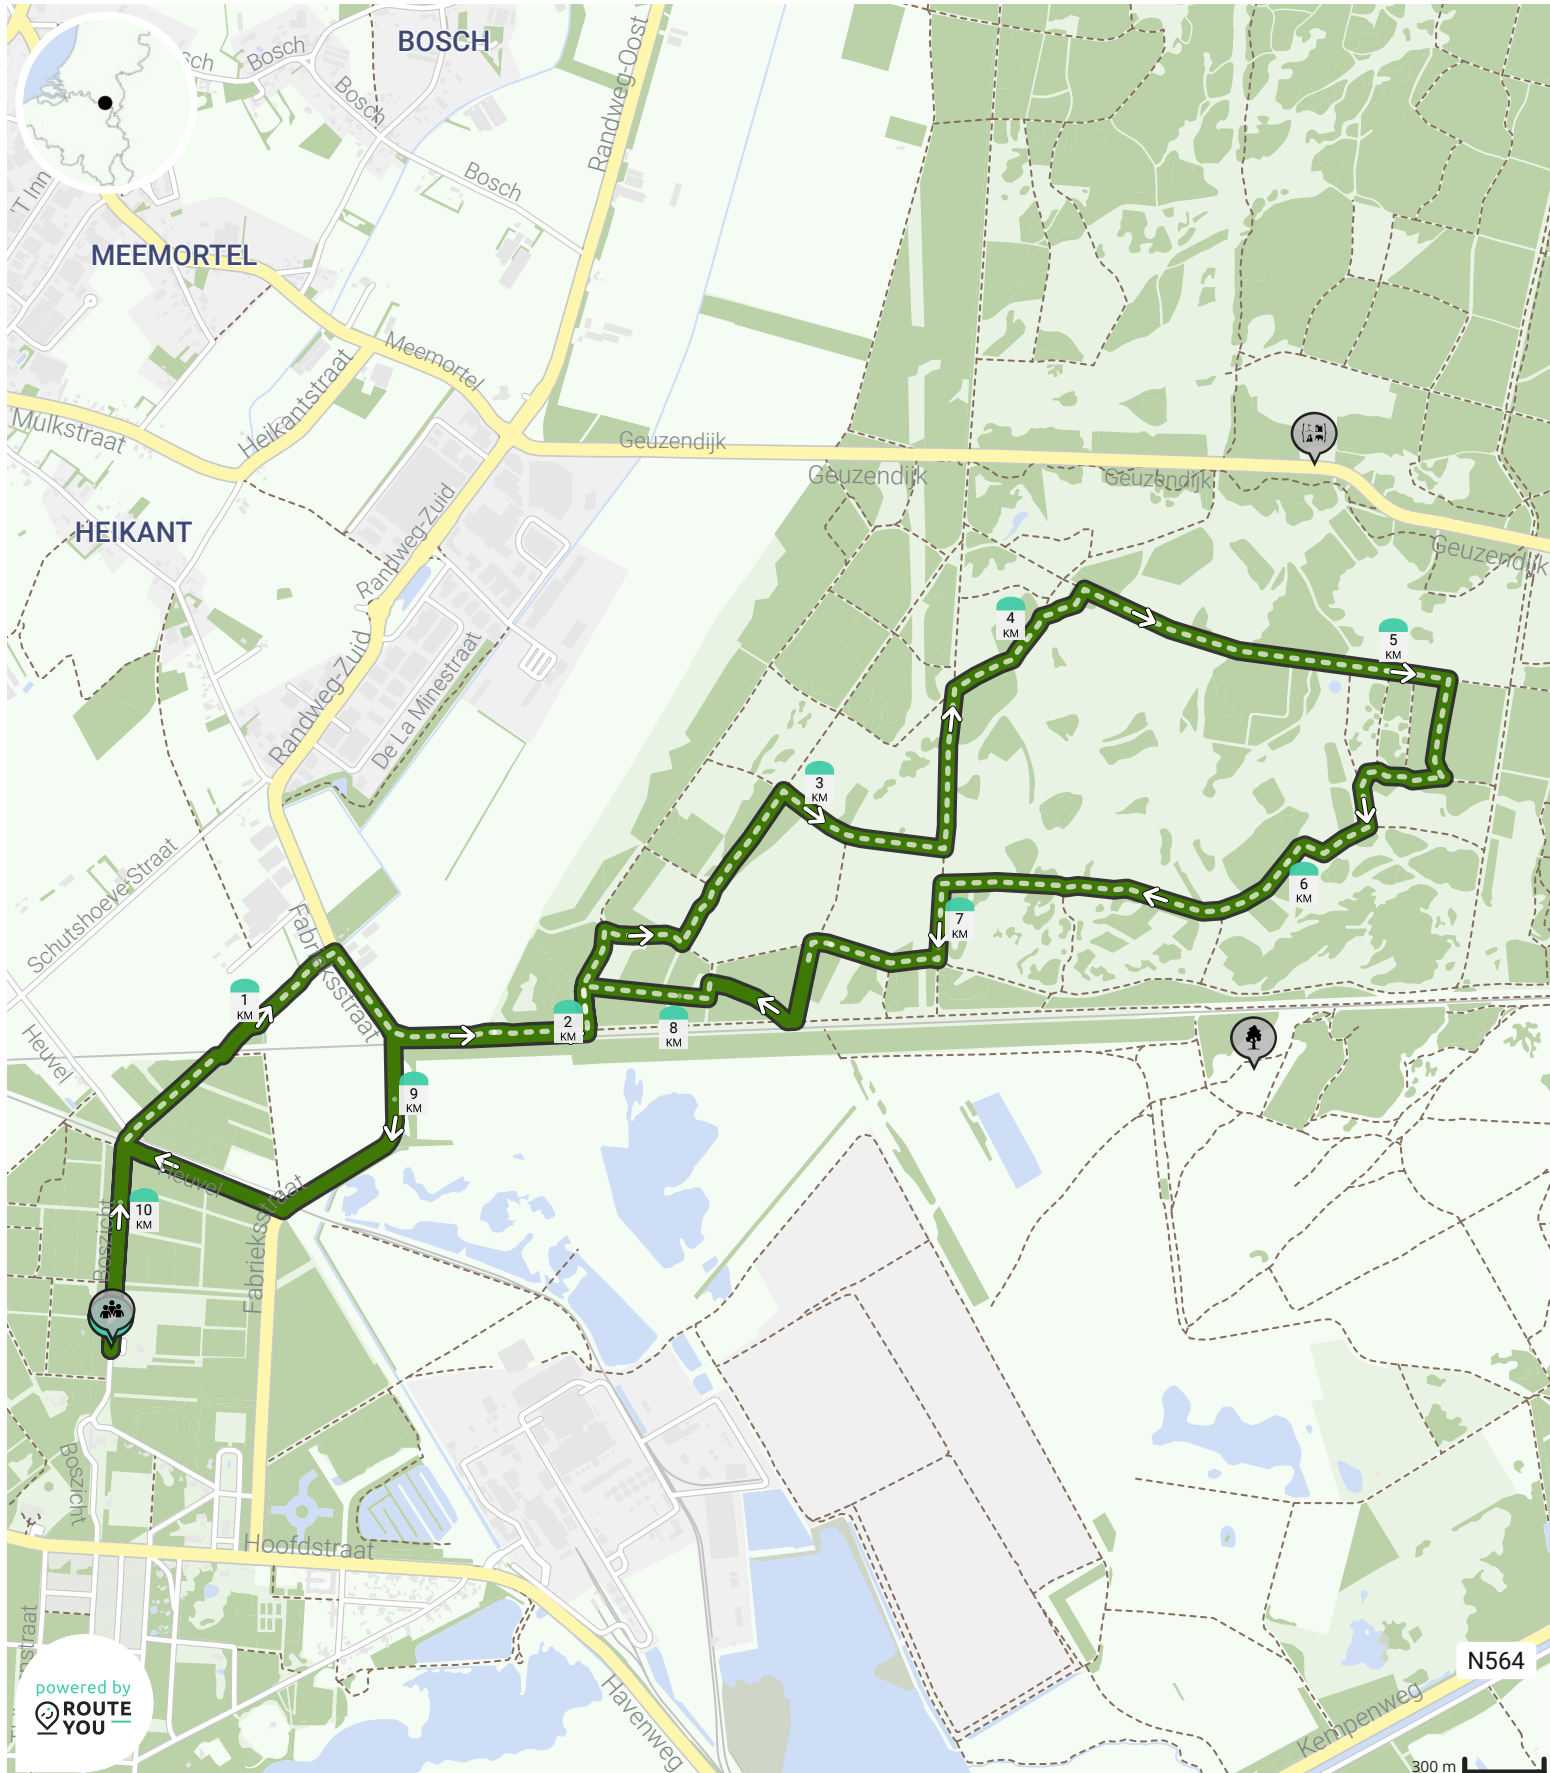 BOSCH
sch
Bosch
Bosch
Bosch
Randweg-Oost
'T Inn
MEEMORTEL
Meemortel
Heikantstraat
Mulkstraat
Geuzendijk
Geuzendijk
Geuzendijk
Geuzendijk
HEIKANT
Randweg-Zuid
Randweg-Zuid
De La Minestraat
4
KM
5
KM
3
KM
Schutshoeve Straat
6
KM
7
KM
Fabrieksstraat
1
KM
2
KM
8
KM
Heuvel
9
KM
Heuvel
10
KM
Boszicht
Fabrieksstraat
Boszicht
Hoofdstraat
nstraat
Havenweg
N564
Kempenweg
powered by
ROUTE
YOU
300 m